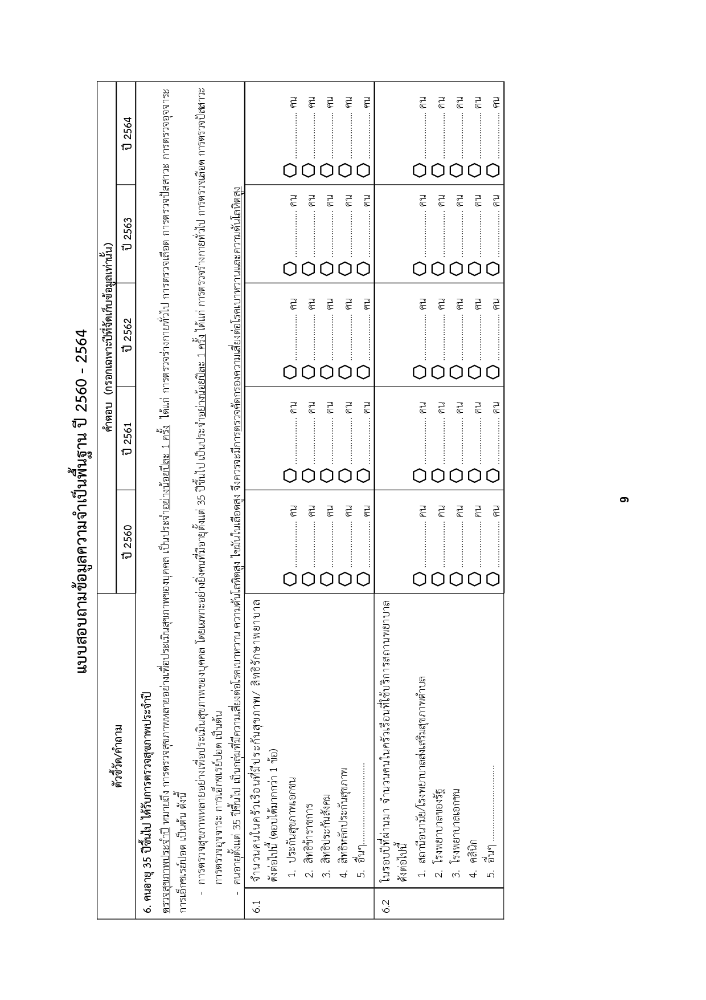 แบบสอบถามข้อมูลความจำเป็นพื้นฐาน ปี 2560 - 2564
ตัวชี้วัด/คำถาม
คำตอบ (กรอกเฉพาะปีที่จัดเก็บข้อมูลเท่านั้น)
ปี 2560 ปี 2561 ปี 2562 ปี 2563 ปี 2564
6. คนอายุ 35 ปีขึ้นไป ได้รับการตรวจสุขภาพประจำปี
ตรวจสุขภาพประจำปี หมายถึง การตรวจสุขภาพหลายอย่างเพื่อประเมินสุขภาพของบุคคล เป็นประจำอย่างน้อยปีละ 1 ครั้ง ได้แก่ การตรวจร่างกายทั่วไป การตรวจเลือด การตรวจปัสสาวะ การตรวจอุจจาระ
การเอ็กซเรย์ปอด เป็นต้น ดังนี้
- การตรวจสุขภาพหลายอย่างเพื่อประเมินสุขภาพของบุคคล โดยเฉพาะอย่างยิ่งคนที่มีอายุตั้งแต่ 35 ปีขึ้นไป เป็นประจำอย่างน้อยปีละ 1 ครั้ง ได้แก่ การตรวจร่างกายทั่วไป การตรวจเลือด การตรวจปัสสาวะ
การตรวจอุจจาระ การเอ็กซเรย์ปอด เป็นต้น
- คนอายุตั้งแต่ 35 ปีขึ้นไป เป็นกลุ่มที่มีความเสี่ยงต่อโรคเบาหวาน ความดันโลหิตสูง ไขมันในเลือดสูง จึงควรจะมีการตรวจคัดกรองความเสี่ยงต่อโรคเบาหวานและความดันโลหิตสูง
6.1 จำนวนคนในครัวเรือนที่มีประกันสุขภาพ/ สิทธิรักษาพยาบาล
ดังต่อไปนี้ (ตอบได้มากกว่า 1 ข้อ)
1. ประกันสุขภาพเอกชน ................ คน ................ คน ................ คน ................ คน ................ คน
2. สิทธิข้าราชการ ................ คน ................ คน ................ คน ................ คน ................ คน
3. สิทธิประกันสังคม ................ คน ................ คน ................ คน ................ คน ................ คน
4. สิทธิหลักประกันสุขภาพ ................ คน ................ คน ................ คน ................ คน ................ คน
5. อื่นๆ.............................. ................ คน ................ คน ................ คน ................ คน ................ คน
6.2 ในรอบปีที่ผ่านมา จำนวนคนในครัวเรือนที่ใช้บริการสถานพยาบาล
ดังต่อไปนี้
1. สถานีอนามัย/โรงพยาบาลส่งเสริมสุขภาพตำบล ................ คน ................ คน ................ คน ................ คน ................ คน
2. โรงพยาบาลของรัฐ ................ คน ................ คน ................ คน ................ คน ................ คน
3. โรงพยาบาลเอกชน ................ คน ................ คน ................ คน ................ คน ................ คน
4. คลินิก ................ คน ................ คน ................ คน ................ คน ................ คน
5. อื่นๆ ............................. ................ คน ................ คน ................ คน ................ คน ................ คน
9